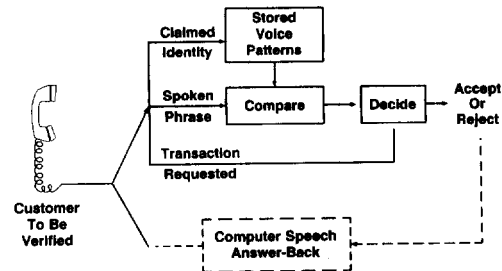 Claimed
Identity
Stored
Voice
Patterns
Spoken
Phrase
Compare
Decide
Accept
Or
Reject
Transaction
Requested
Customer
To Be
Verified
Computer Speech
Answer-Back